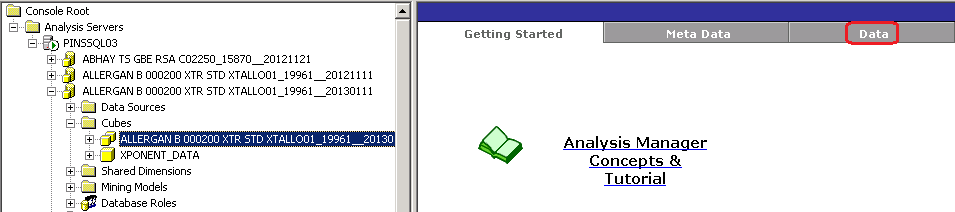 Console Root
Analysis Servers
PINSSQL03
ABHAY TS GBE RSA C02250_15870__20121121
ALLERGAN B 000200 XTR STD XTALLO01_19961__20121111
ALLERGAN B 000200 XTR STD XTALLO01_19961__20130111
Data Sources
Cubes
ALLERGAN B 000200 XTR STD XTALLO01_19961__20130
XPONENT_DATA
Shared Dimensions
Mining Models
Database Roles
Getting Started
Meta Data
Data
Analysis Manager
Concepts &
Tutorial